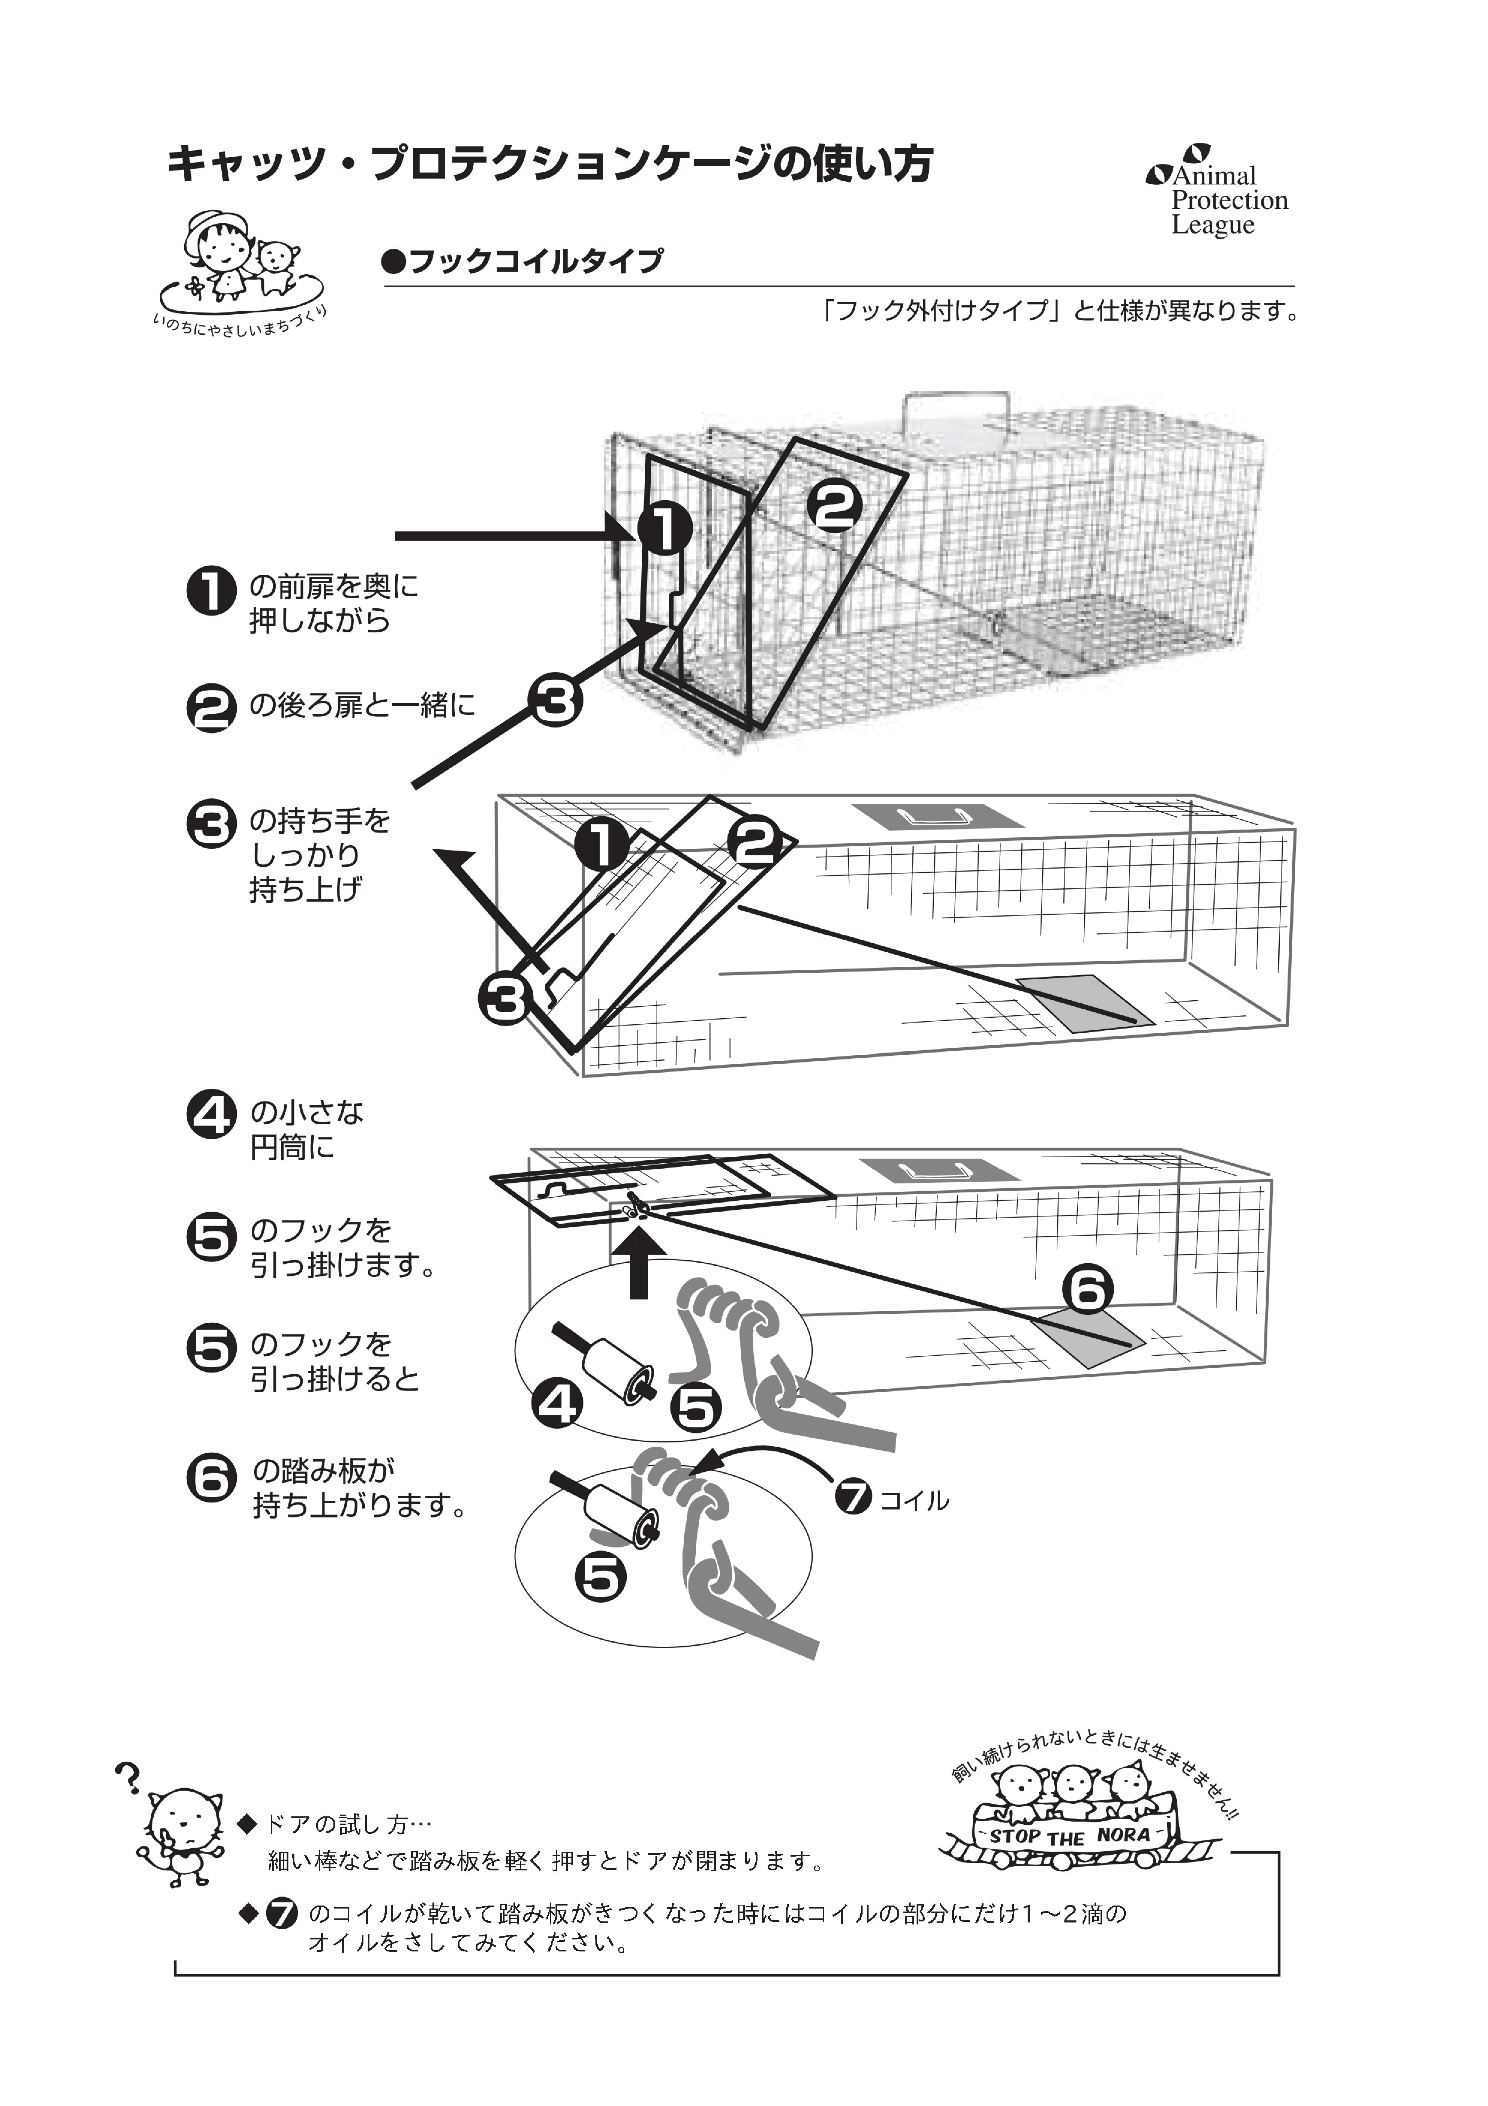 キャッツ・プロテクションケージの使い方
Animal
Protection
League
いのちにやさしいまちづくり
●フックコイルタイプ
「フック外付けタイプ」と仕様が異なります。
1
2
3
1 の前扉を奥に
押しながら
2 の後ろ扉と一緒に
3 の持ち手を
しっかり
持ち上げ
1
2
3
4 の小さな
円筒に
5 のフックを
引っ掛けます。
5 のフックを
引っ掛けると
6 の踏み板が
持ち上がります。
6
4
5
7 コイル
5
飼い続けられないときには生ませません!!
STOP THE NORA
?
◆ ドアの試し方…
細い棒などで踏み板を軽く押すとドアが閉まります。
◆ 7 のコイルが乾いて踏み板がきつくなった時にはコイルの部分にだけ1～2滴の
オイルをさしてみてください。